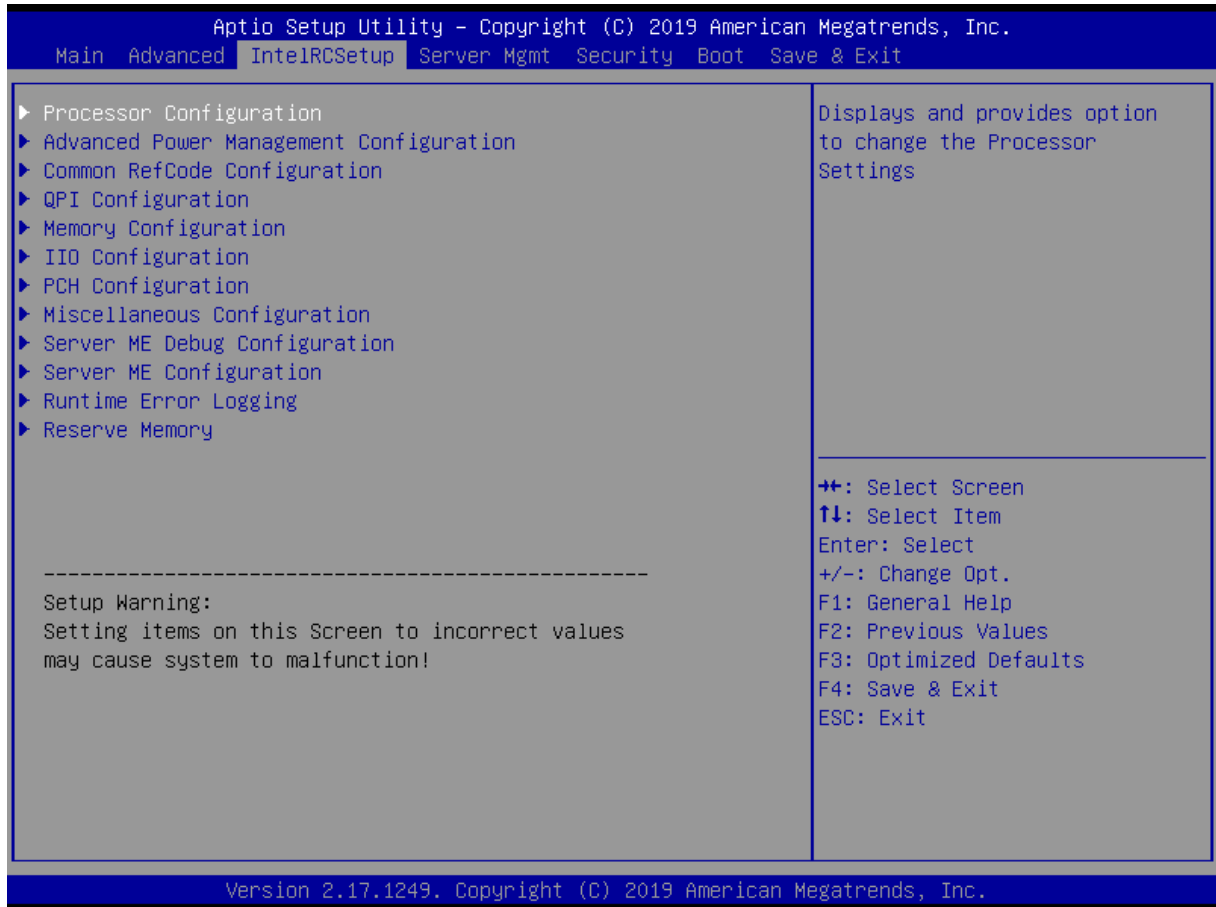 Aptio Setup Utility – Copyright (C) 2019 American Megatrends, Inc.
Main Advanced IntelRCSetup Server Mgmt Security Boot Save & Exit
▶ Processor Configuration
▶ Advanced Power Management Configuration
▶ Common RefCode Configuration
▶ QPI Configuration
▶ Memory Configuration
▶ IIO Configuration
▶ PCH Configuration
▶ Miscellaneous Configuration
▶ Server ME Debug Configuration
▶ Server ME Configuration
▶ Runtime Error Logging
▶ Reserve Memory
--------------------------------------------------
Setup Warning:
Setting items on this Screen to incorrect values
may cause system to malfunction!
Displays and provides option
to change the Processor
Settings
→←: Select Screen
↑↓: Select Item
Enter: Select
+/-: Change Opt.
F1: General Help
F2: Previous Values
F3: Optimized Defaults
F4: Save & Exit
ESC: Exit
Version 2.17.1249. Copyright (C) 2019 American Megatrends, Inc.